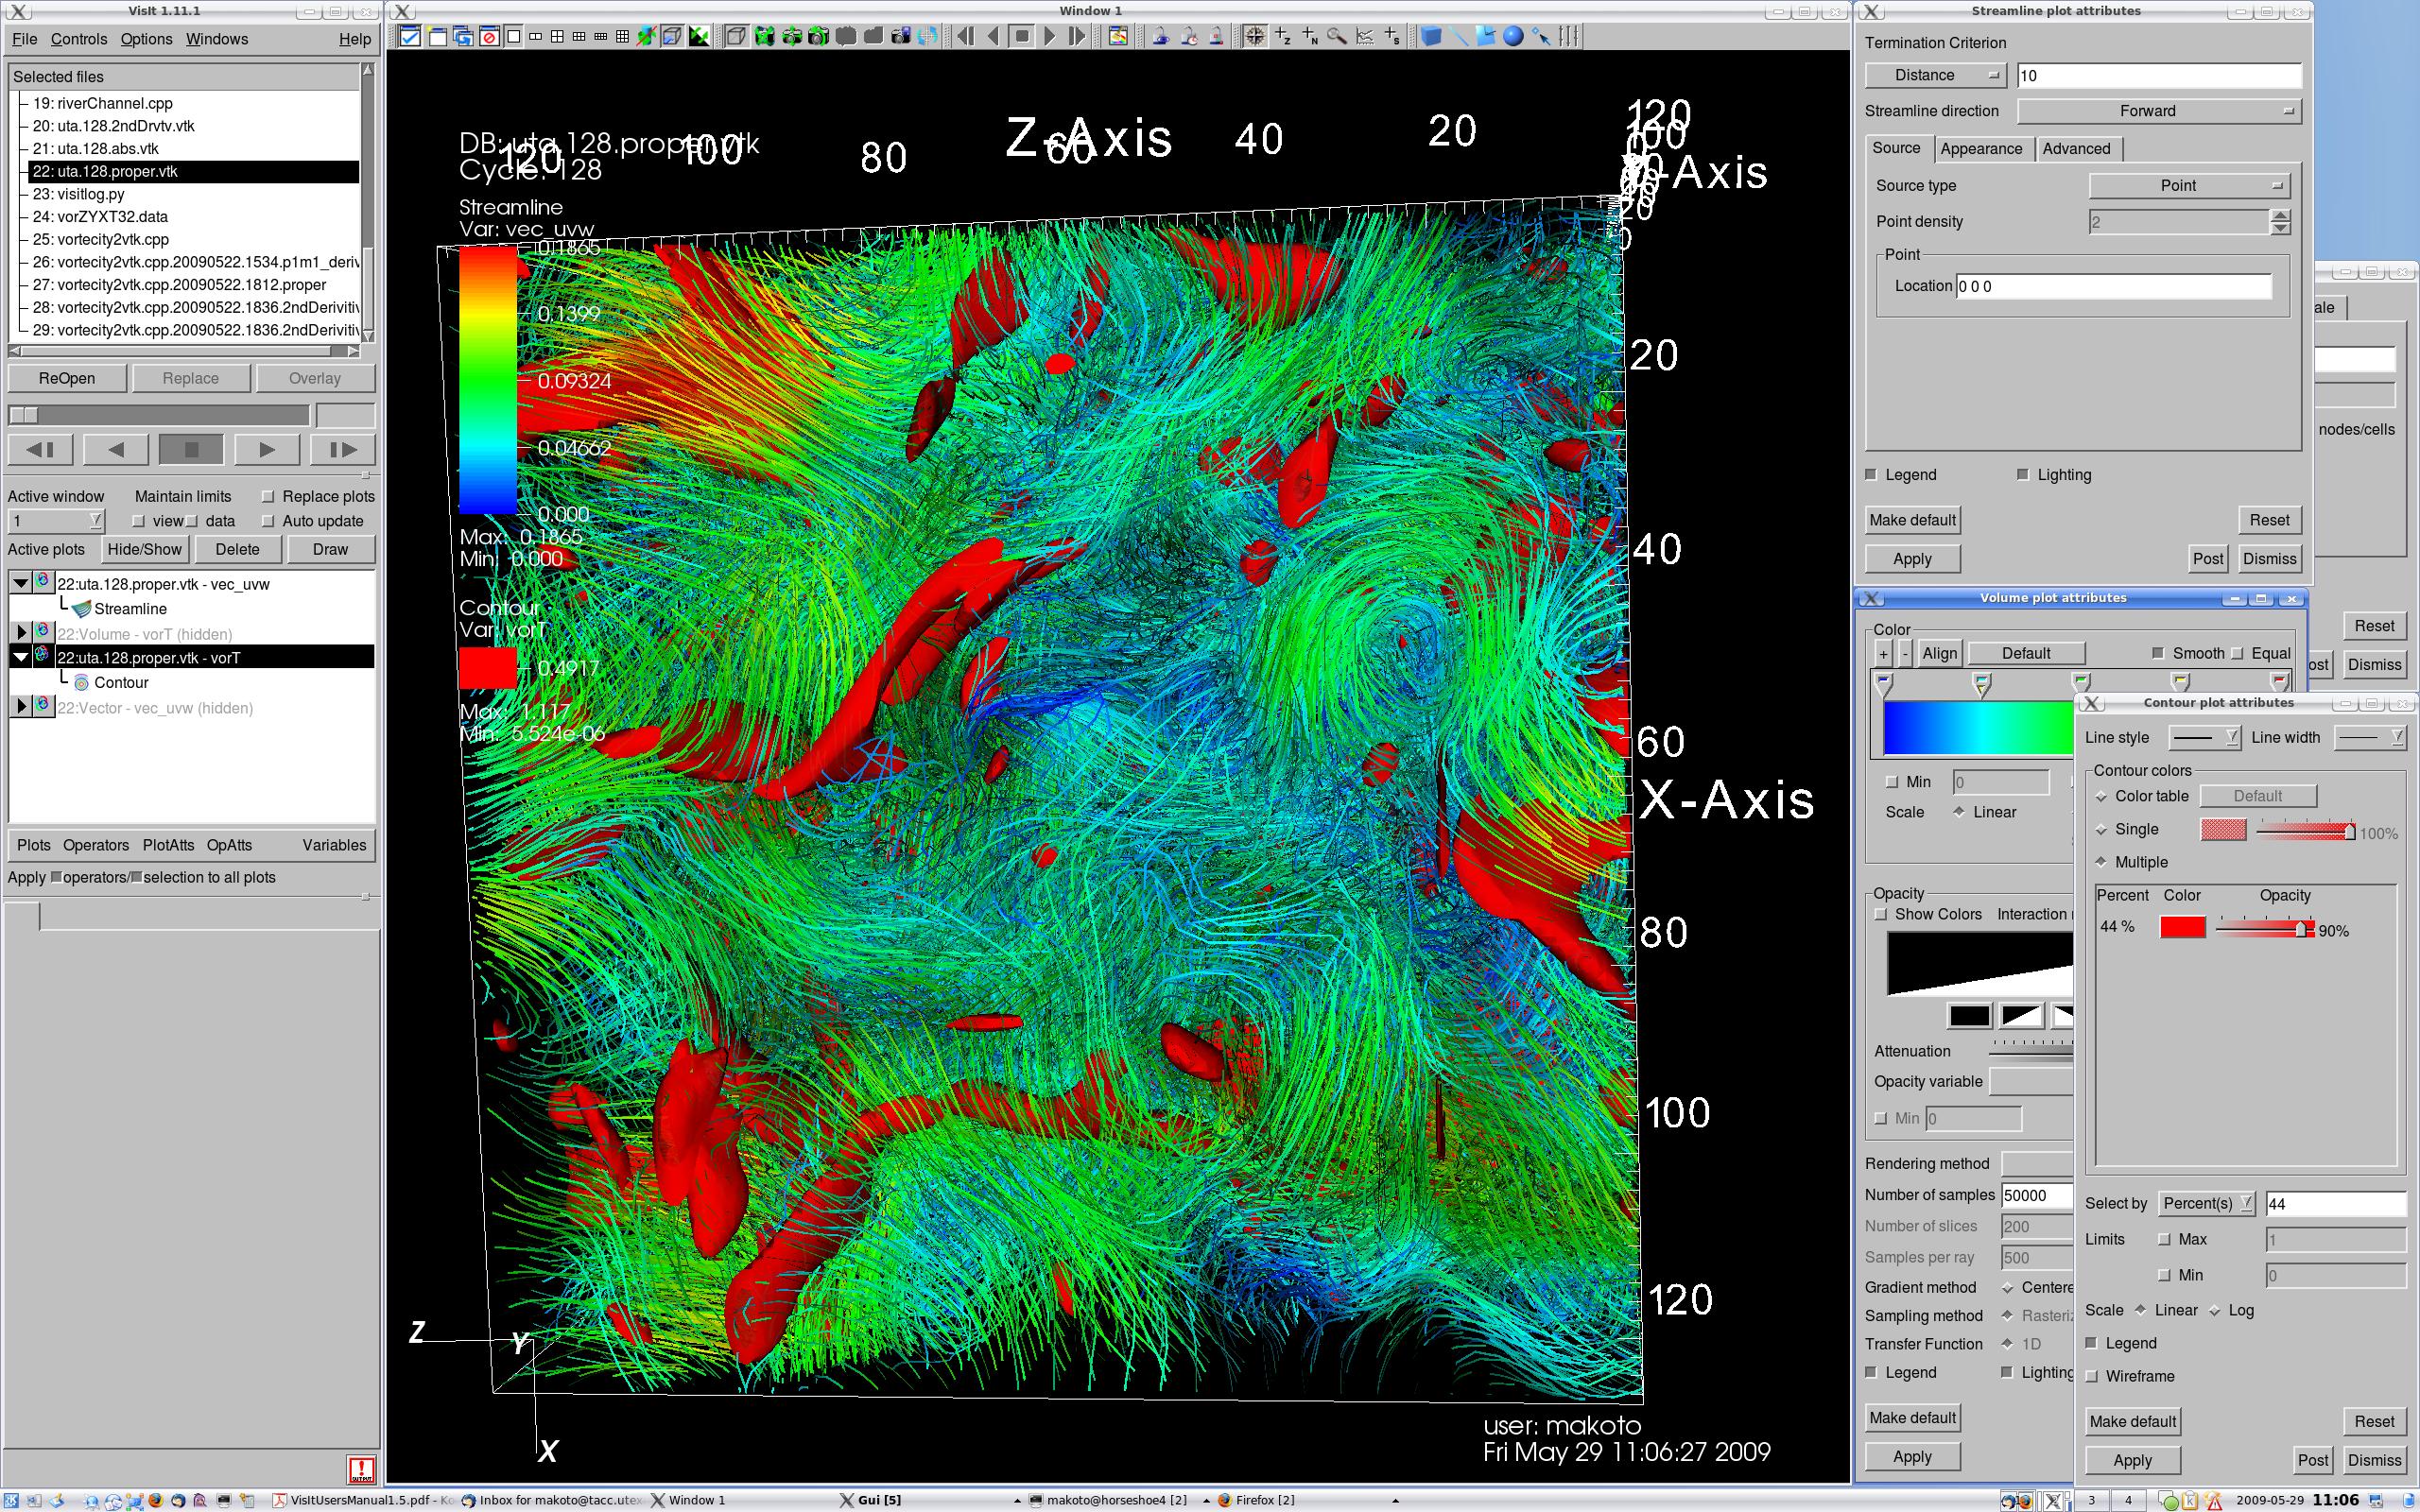 VisIt 1.11.1
File Controls Options Windows Help
Selected files
19: riverChannel.cpp
20: uta.128.2ndDrvtv.vtk
21: uta.128.abs.vtk
22: uta.128.proper.vtk
23: visitlog.py
24: vorZYXT32.data
25: vortecity2vtk.cpp
26: vortecity2vtk.cpp.20090522.1534.p1m1_deriv
27: vortecity2vtk.cpp.20090522.1812.proper
28: vortecity2vtk.cpp.20090522.1836.2ndDerivitiv
29: vortecity2vtk.cpp.20090522.1836.2ndDerivitiv
ReOpen Replace Overlay
Active window Maintain limits Replace plots
1 view data Auto update
Active plots Hide/Show Delete Draw
22:uta.128.proper.vtk - vec_uvw
Streamline
22:Volume - vorT (hidden)
22:uta.128.proper.vtk - vorT
Contour
22:Vector - vec_uvw (hidden)
Plots Operators PlotAtts OpAtts Variables
Apply operators/ selection to all plots
Window 1
DB: uta.128.proper.vtk
Cycle: 128
120 100 80 60 40 20
Z-Axis
120
100
-Axis
20
0
Streamline
Var: vec_uvw
0.1865
0.1399
0.09324
0.04662
0.000
Max: 0.1865
Min: 0.000
Contour
Var: vorT
0.4917
Max: 1.117
Min: 5.524e-06
20
40
60
X-Axis
80
100
120
Z
Y
X
user: makoto
Fri May 29 11:06:27 2009
Streamline plot attributes
Termination Criterion
Distance 10
Streamline direction Forward
Source Appearance Advanced
Source type Point
Point density 2
Point
Location 0 0 0
Legend Lighting
Make default Reset
Apply Post Dismiss
ale
nodes/cells
Reset
ost Dismiss
Volume plot attributes
Color
+ - Align Default Smooth Equal
Min 0
Scale Linear
Opacity
Show Colors Interaction
Attenuation
Opacity variable
Min 0
Rendering method
Number of samples 50000
Number of slices 200
Samples per ray 500
Gradient method Centere
Sampling method Rasteriz
Transfer Function 1D
Legend Lighting
Make default
Apply
Contour plot attributes
Line style Line width
Contour colors
Color table Default
Single 100%
Multiple
Percent Color Opacity
44 % 90%
Select by Percent(s) 44
Limits Max 1
Min 0
Scale Linear Log
Legend
Wireframe
Make default Reset
Apply Post Dismiss
VisItUsersManual1.5.pdf - Inbox for makoto@tacc.utex Window 1 Gui [5] makoto@horseshoe4 [2] Firefox [2] 3 4 2009-05-29 11:06